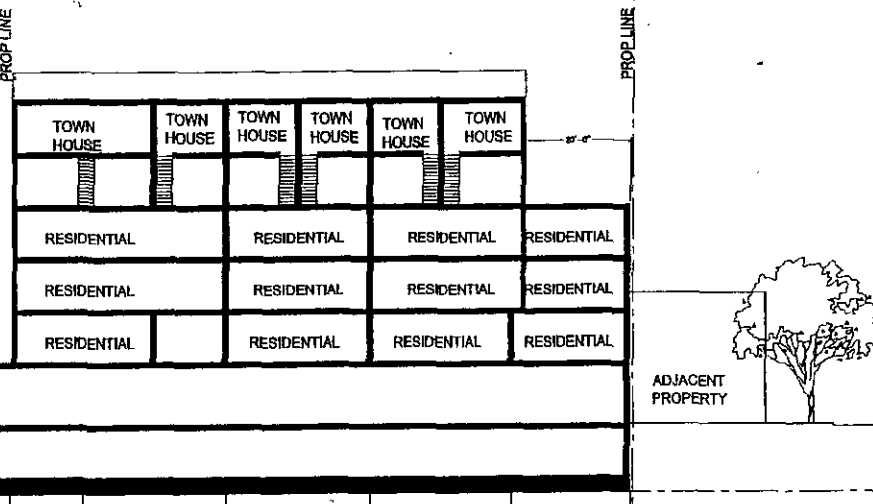 PROP LINE
PROP LINE
TOWN
HOUSE
TOWN
HOUSE
TOWN
HOUSE
TOWN
HOUSE
TOWN
HOUSE
TOWN
HOUSE
RESIDENTIAL
RESIDENTIAL
RESIDENTIAL
RESIDENTIAL
RESIDENTIAL
RESIDENTIAL
RESIDENTIAL
RESIDENTIAL
RESIDENTIAL
RESIDENTIAL
RESIDENTIAL
RESIDENTIAL
ADJACENT
PROPERTY